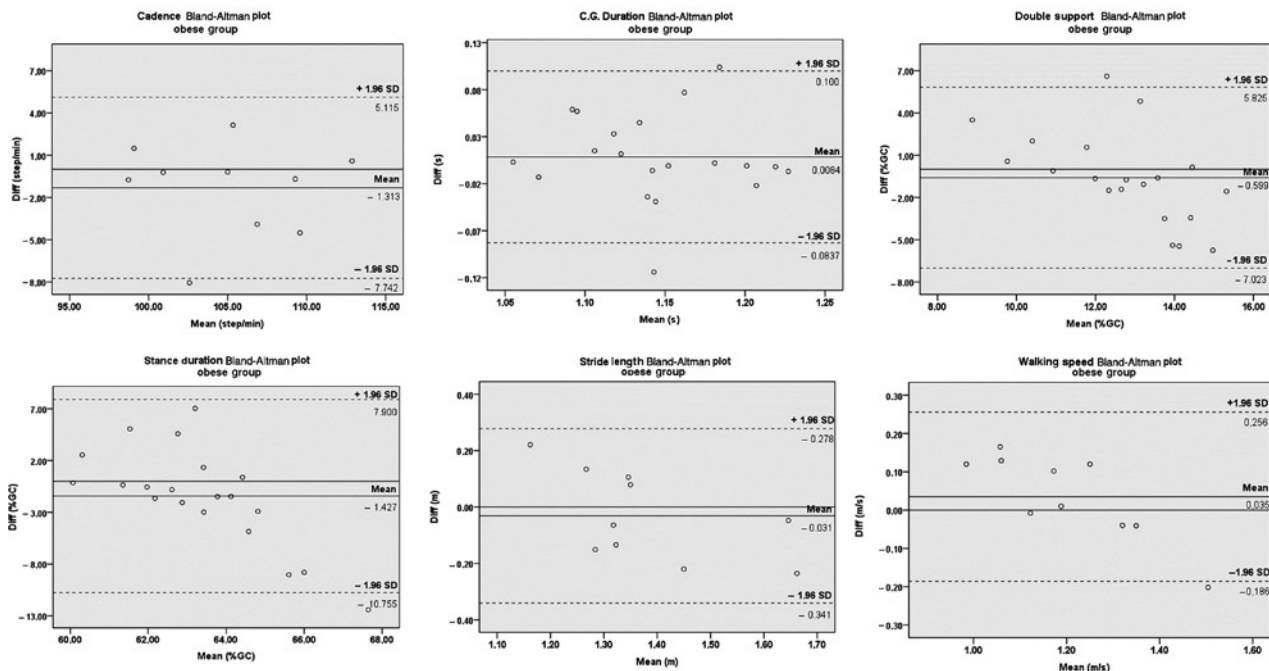 Cadence Bland-Altman plot
obese group
7.00
4.00
1.00
– 2.00
– 5.00
– 8.00
Diff (step/min)
+ 1.96 SD
5.115
Mean
– 1.313
– 1.96 SD
– 7.742
95.00 100.00 105.00 110.00 115.00
Mean (step/min)
C.G. Duration Bland-Altman plot
obese group
0.13
0.08
0.03
– 0.02
– 0.07
– 0.12
Diff (s)
+ 1.96 SD
0.100
Mean
0.0084
– 1.96 SD
– 0.0837
1.05 1.106 1.16 1.20 1.25
Mean (s)
Double support Bland-Altman plot
obese group
7.00
4.00
1.00
– 2.00
– 5.00
– 8.00
Diff (%GC)
+ 1.96 SD
5.825
Mean
– 0.599
–1.96 SD
– 7.023
8.00 10.00 12.00 14.00 16.00
Mean (%GC)
Stance duration Bland-Altman plot
obese group
7.00
2.00
– 3.00
– 8.00
– 13.00
Diff (%GC)
+ 1.96 SD
7.900
Mean
– 1.427
– 1.96 SD
– 10.755
60.00 62.00 64.00 66.00 68.00
Mean (%GC)
Stride length Bland-Altman plot
obese group
0.40
0.20
0.00
– 0.20
– 0.40
Diff (m)
+ 1.96 SD
– 0.278
Mean
– 0.031
– 1.96 SD
– 0.341
1.10 1.20 1.30 1.40 1.50 1.60 1.70
Mean (m)
Walking speed Bland-Altman plot
obese group
0.30
0.20
0.10
0.00
– 0.10
– 0.20
– 0.30
Diff (m/s)
+1.96 SD
0.256
Mean
0.035
–1.96 SD
–0.186
1.00 1.20 1.40 1.60
Mean (m/s)